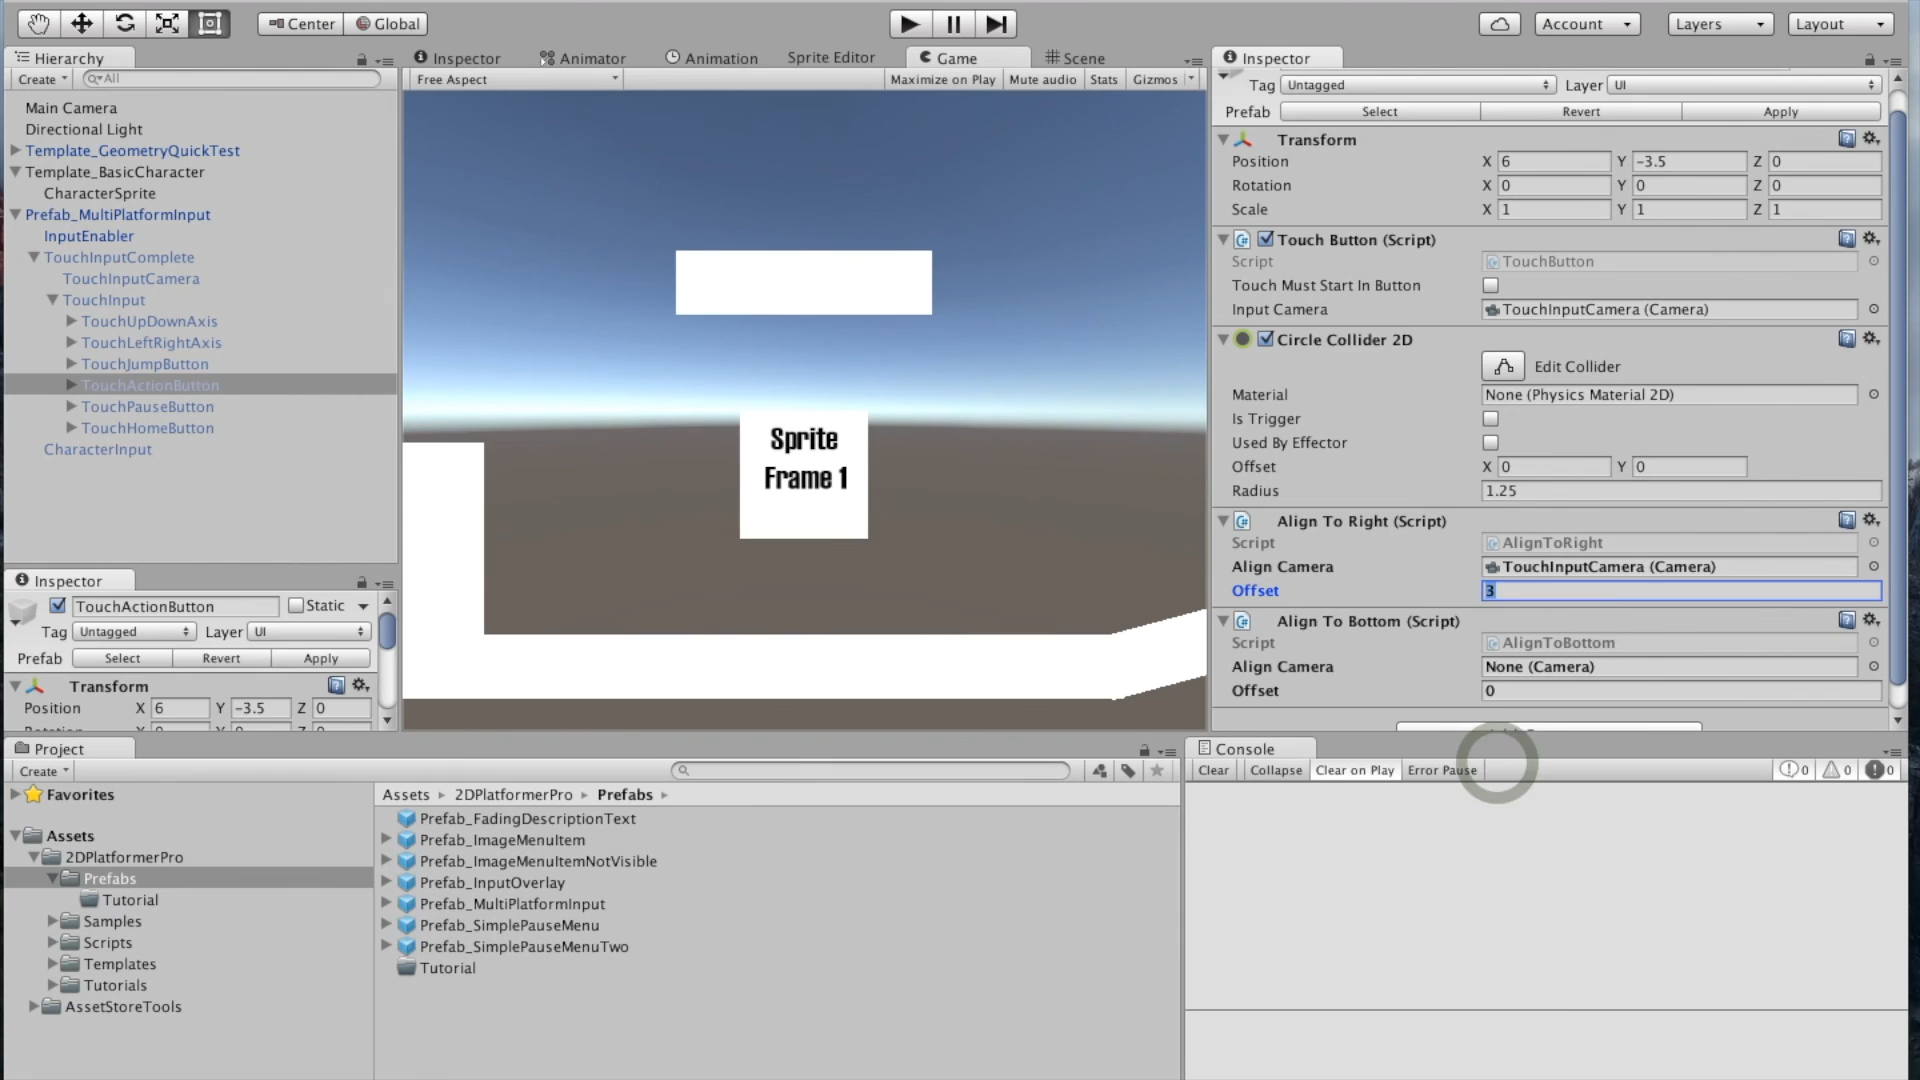 Center
Global
Account
Layers
Layout
Hierarchy
Create
All
Main Camera
Directional Light
Template_GeometryQuickTest
Template_BasicCharacter
CharacterSprite
Prefab_MultiPlatformInput
InputEnabler
TouchInputComplete
TouchInputCamera
TouchInput
TouchUpDownAxis
TouchLeftRightAxis
TouchJumpButton
TouchActionButton
TouchPauseButton
TouchHomeButton
CharacterInput
Inspector
TouchActionButton
Static
Tag Untagged Layer UI
Prefab Select Revert Apply
Transform
Position X 6 Y -3.5 Z 0
Inspector Animator Animation Sprite Editor Game Scene
Free Aspect Maximize on Play Mute audio Stats Gizmos
Sprite
Frame 1
Inspector
Tag Untagged Layer UI
Prefab Select Revert Apply
Transform
Position X 6 Y -3.5 Z 0
Rotation X 0 Y 0 Z 0
Scale X 1 Y 1 Z 1
Touch Button (Script)
Script TouchButton
Touch Must Start In Button
Input Camera TouchInputCamera (Camera)
Circle Collider 2D
Edit Collider
Material None (Physics Material 2D)
Is Trigger
Used By Effector
Offset X 0 Y 0
Radius 1.25
Align To Right (Script)
Script AlignToRight
Align Camera TouchInputCamera (Camera)
Offset 3
Align To Bottom (Script)
Script AlignToBottom
Align Camera None (Camera)
Offset 0
Project
Create
Favorites
Assets
2DPlatformerPro
Prefabs
Tutorial
Samples
Scripts
Templates
Tutorials
AssetStoreTools
Assets 2DPlatformerPro Prefabs
Prefab_FadingDescriptionText
Prefab_ImageMenuItem
Prefab_ImageMenuItemNotVisible
Prefab_InputOverlay
Prefab_MultiPlatformInput
Prefab_SimplePauseMenu
Prefab_SimplePauseMenuTwo
Tutorial
Console
Clear Collapse Clear on Play Error Pause 0 0 0